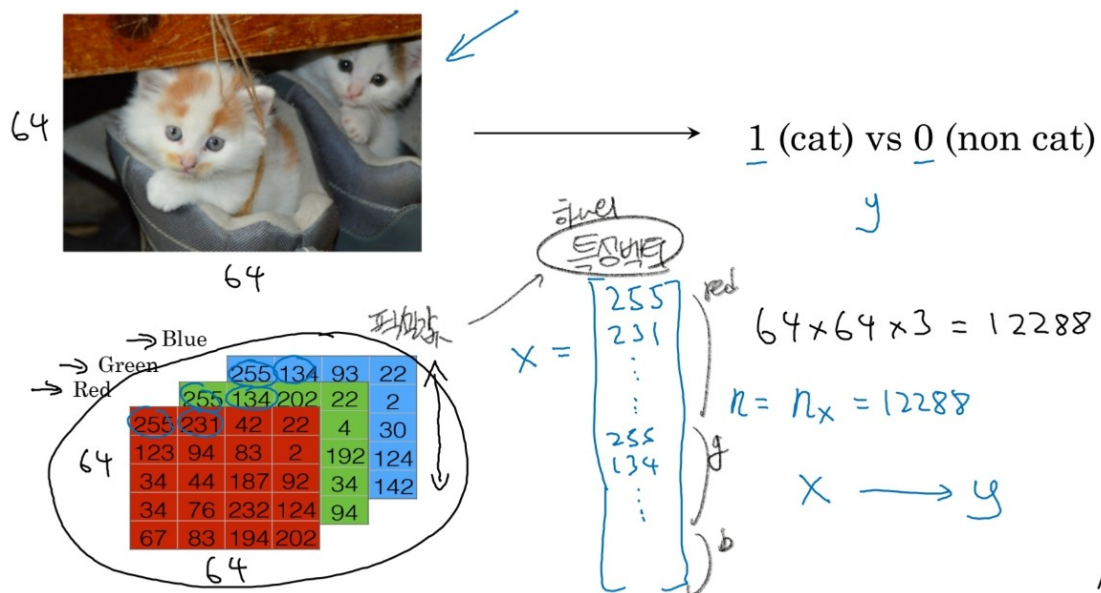 64
1 (cat) vs 0 (non cat)
y
64
하나의
특징벡터
픽셀값
→ Blue
→ Green
→ Red
255 134 93 22
255 134 202 22 2
255 231 42 22 4 30
123 94 83 2 192 124
34 44 187 92 34 142
34 76 232 124 94
67 83 194 202
64
64
x =
255
231
⋮
255
134
⋮
red
g
b
64 x 64 x 3 = 12288
n = nₓ = 12288
X → y